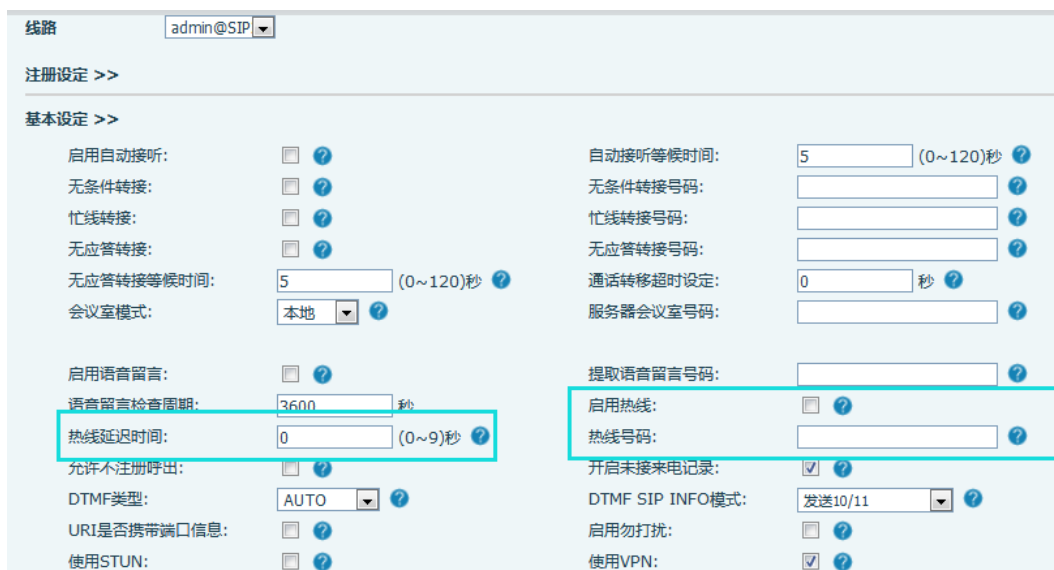 线路 admin@SIP
注册设定 >>
基本设定 >>
启用自动接听: 自动接听等候时间: 5 (0~120)秒
无条件转接: 无条件转接号码:
忙线转接: 忙线转接号码:
无应答转接: 无应答转接号码:
无应答转接等候时间: 5 (0~120)秒 通话转移超时设定: 0 秒
会议室模式: 本地 服务器会议室号码:
启用语音留言: 提取语音留言号码:
语音留言检查周期: 3600 秒 启用热线:
热线延迟时间: 0 (0~9)秒 热线号码:
允许不注册呼出: 开启未接来电记录:
DTMF类型: AUTO DTMF SIP INFO模式: 发送10/11
URI是否携带端口信息: 启用勿打扰:
使用STUN: 使用VPN: